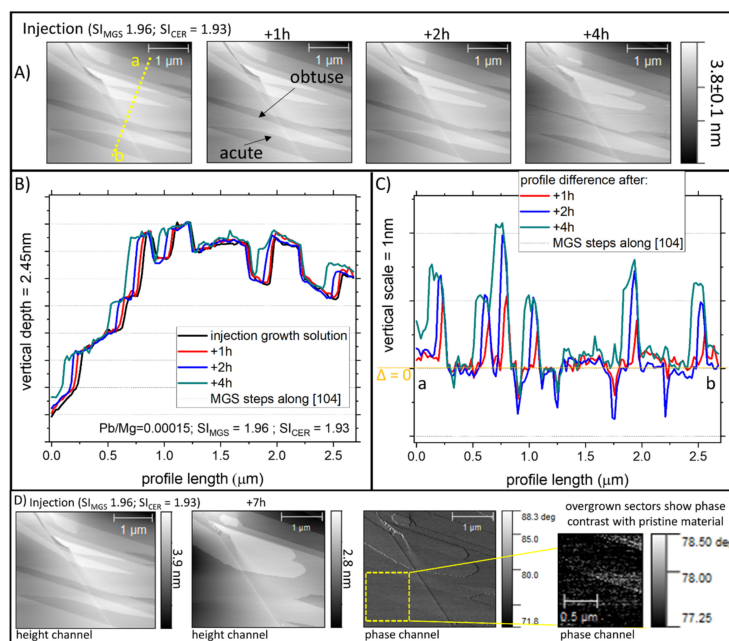 Injection (SIMGS 1.96, SICER = 1.93)
+1h
+2h
+4h
A)
a
b
1 µm
obtuse
acute
1 µm
1 µm
1 µm
3.8±0.1 nm
B)
vertical depth = 2.45nm
injection growth solution
+1h
+2h
+4h
MGS steps along [104]
Pb/Mg=0.00015; SIMGS = 1.96 ; SICER = 1.93
0.0 0.5 1.0 1.5 2.0 2.5
profile length (µm)
C)
profile difference after:
+1h
+2h
+4h
MGS steps along [104]
vertical scale = 1nm
Δ = 0
a
b
0.0 0.5 1.0 1.5 2.0 2.5
profile length (µm)
D)
Injection (SIMGS 1.96; SICER = 1.93)
+7h
1 µm
3.9 nm
height channel
1 µm
2.8 nm
height channel
1 µm
88.3 deg
85.0
80.0
71.8
phase channel
overgrown sectors show phase
contrast with pristine material
0.5 µm
78.50 deg
78.00
77.25
phase channel